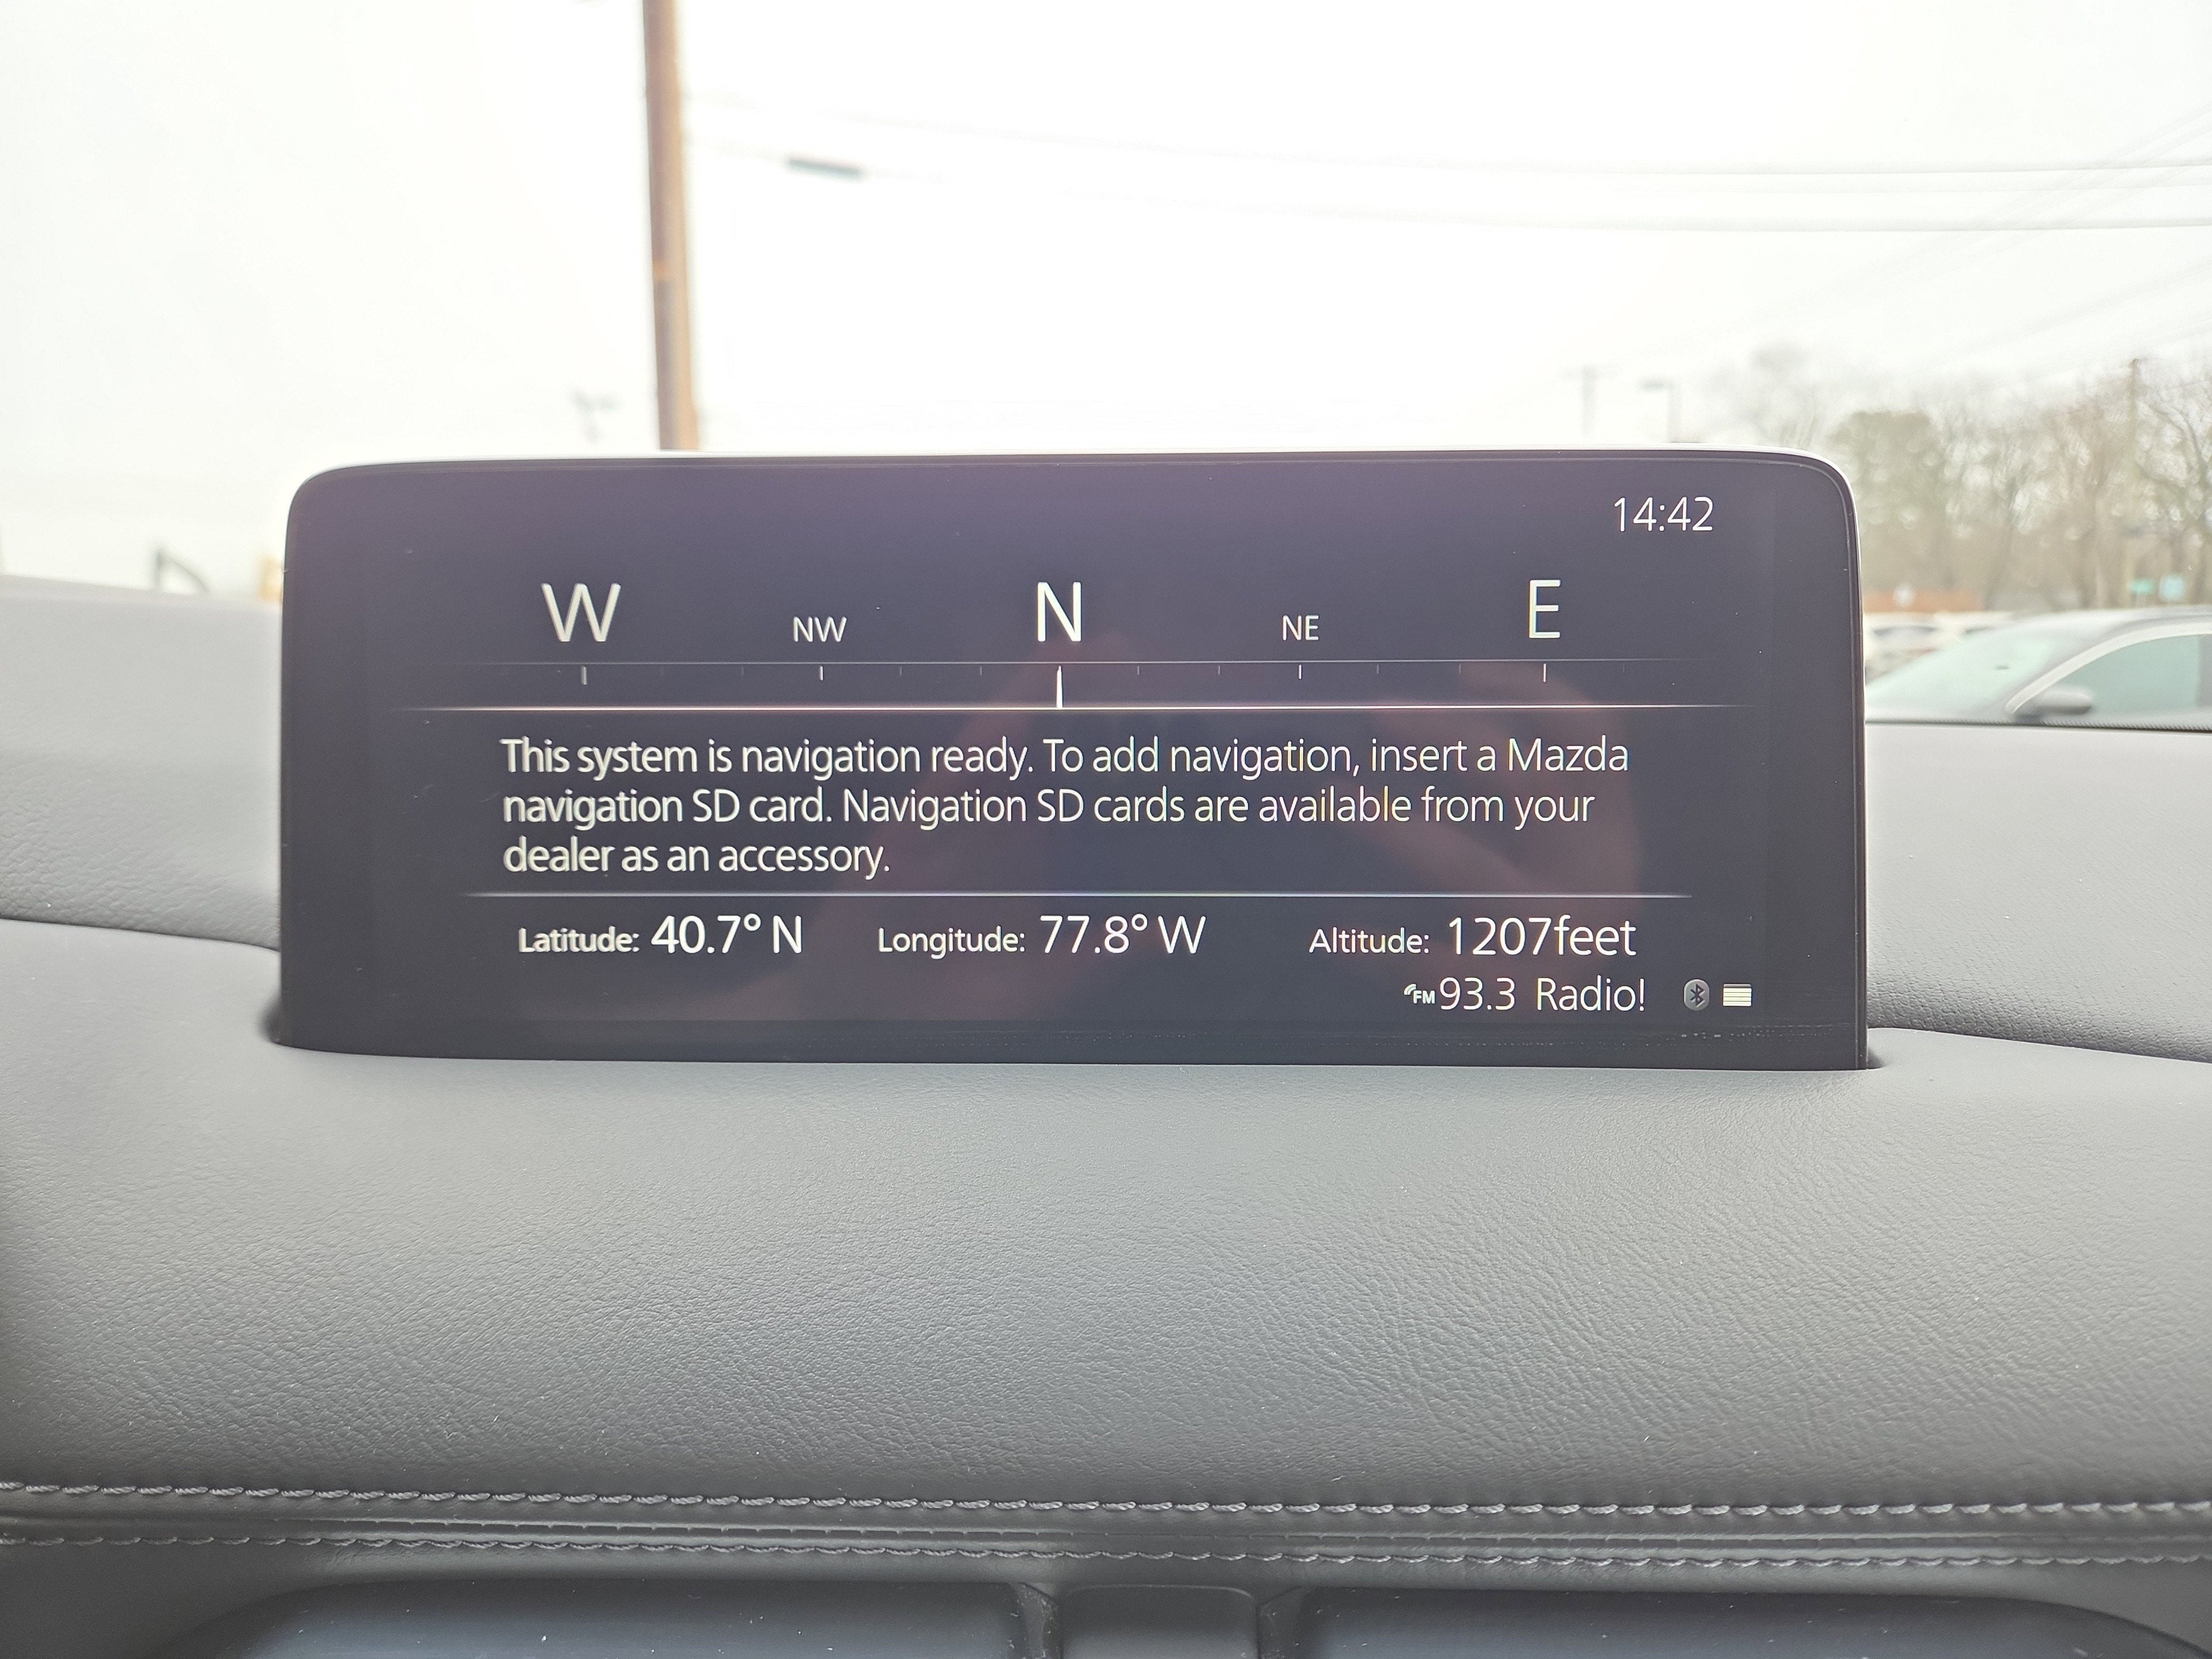 14:42
W NW N NE E
This system is navigation ready. To add navigation, insert a Mazda
navigation SD card. Navigation SD cards are available from your
dealer as an accessory.
Latitude: 40.7° N Longitude: 77.8° W Altitude: 1207feet
FM 93.3 Radio!